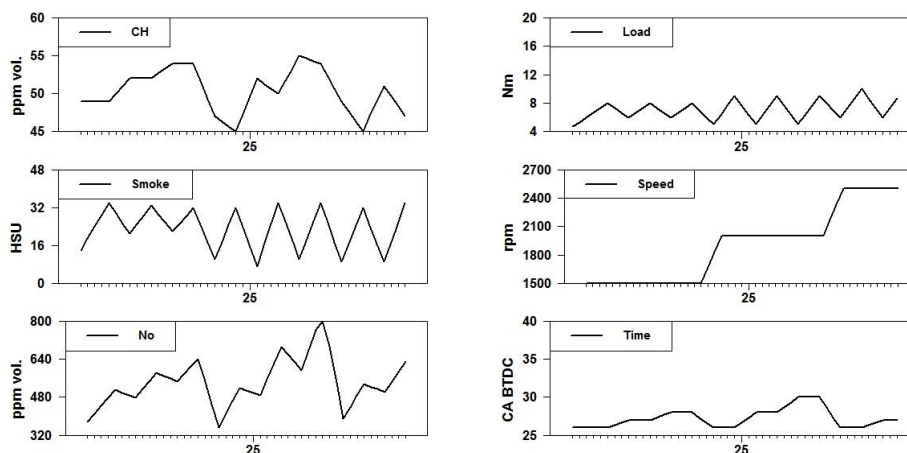 60
CH
55
50
45
ppm vol.
25
20
Load
16
12
8
4
Nm
25
48
Smoke
32
16
0
HSU
25
2700
Speed
2400
2100
1800
1500
rpm
25
800
No
640
480
320
ppm vol.
25
40
Time
35
30
25
CA BTDC
25